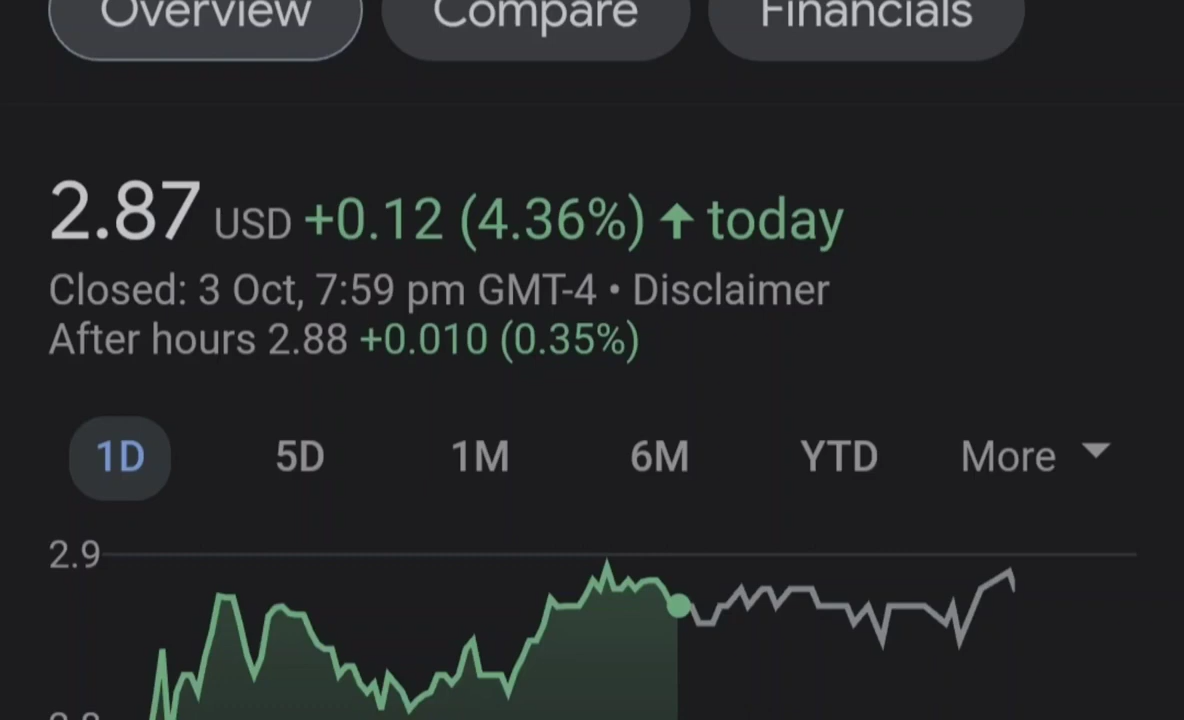 Overview Compare Financials
2.87 USD +0.12 (4.36%) ↑ today
Closed: 3 Oct, 7:59 pm GMT-4 • Disclaimer
After hours 2.88 +0.010 (0.35%)
1D 5D 1M 6M YTD More
2.9